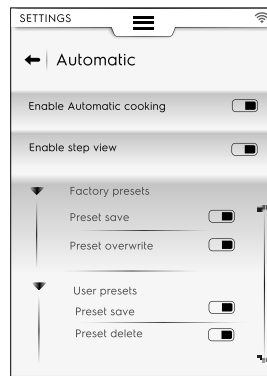 SETTINGS
Automatic
Enable Automatic cooking
Enable step view
Factory presets
Preset save
Preset overwrite
User presets
Preset save
Preset delete